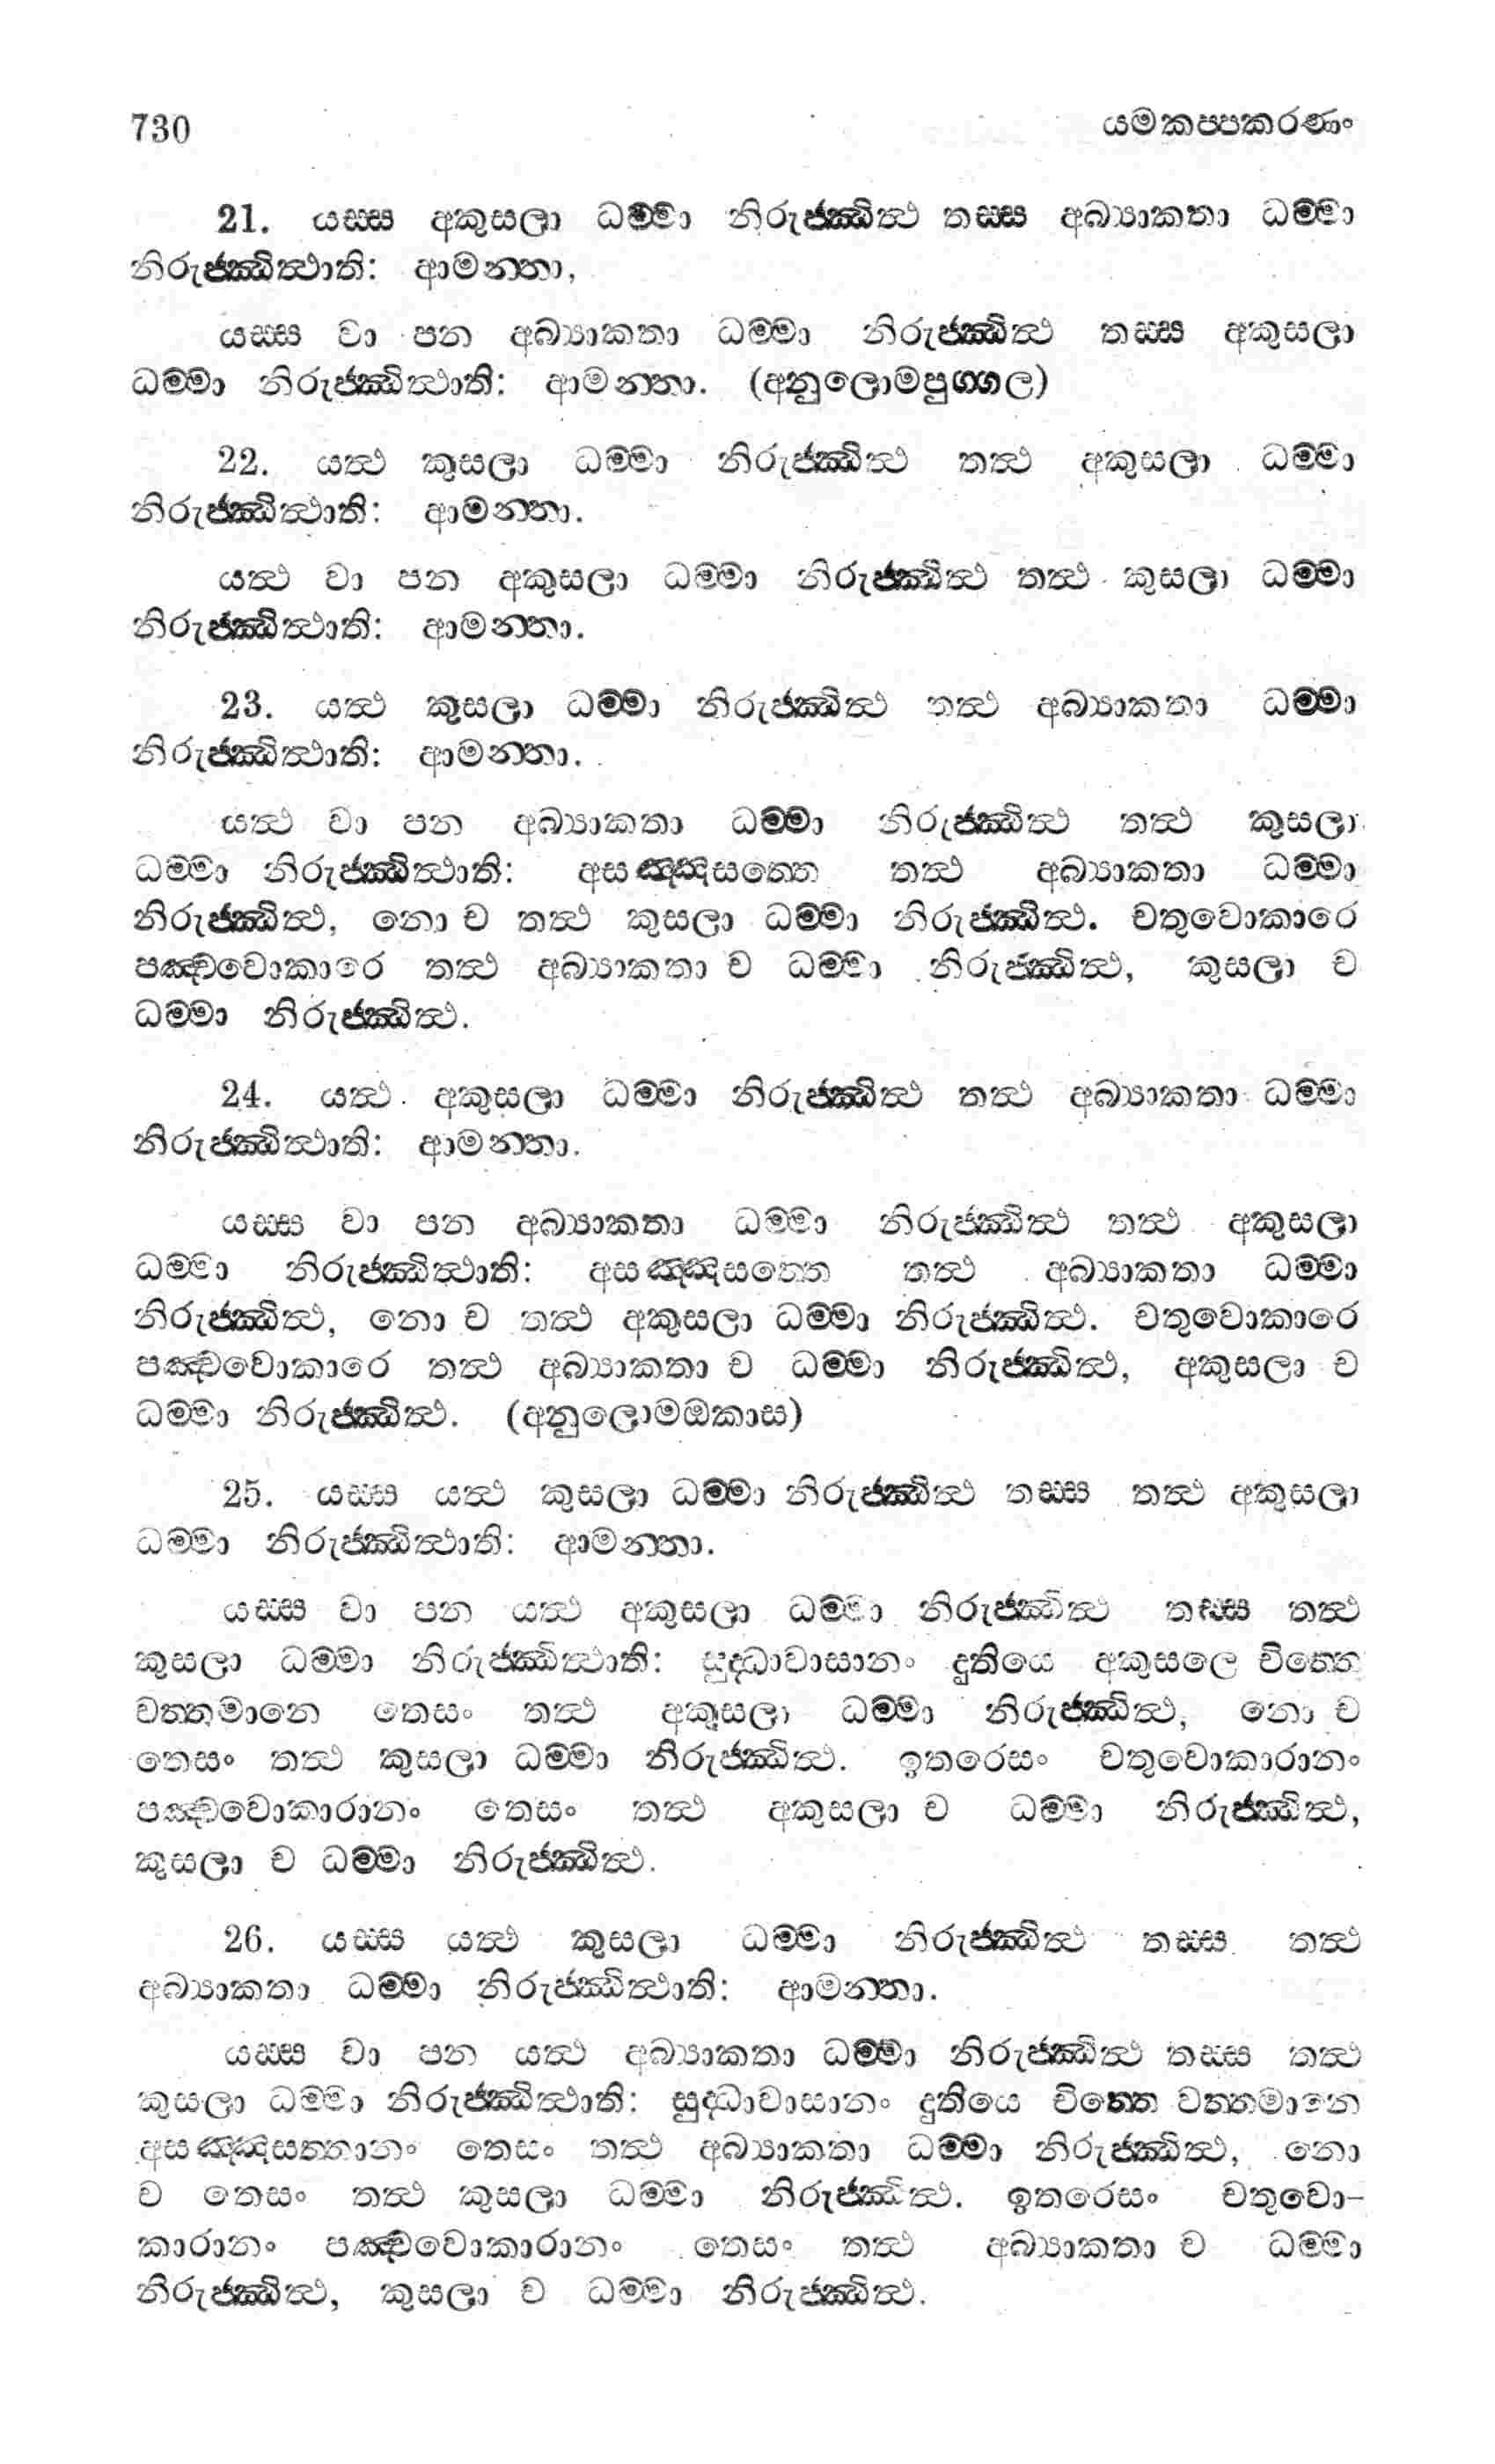 730 යමකප්පකරණං
21. යස්ස අකුසලා ධම්මා නිරුජ්ඣිත්ථ තස්ස අබ්‍යාකතා ධම්මා
නිරුජ්ඣිත්ථාති: ආමන්තා,
යස්ස වා පන අබ්‍යාකතා ධම්මා නිරුජ්ඣිත්ථ තස්ස අකුසලා
ධම්මා නිරුජ්ඣිත්ථාති: ආමන්තා. (අනුලොමපුග්ගල)
22. යත්ථ කුසලා ධම්මා නිරුජ්ඣිත්ථ තත්ථ අකුසලා ධම්මා
නිරුජ්ඣිත්ථාති: ආමන්තා.
යත්ථ වා පන අකුසලා ධම්මා නිරුජ්ඣිත්ථ තත්ථ කුසලා ධම්මා
නිරුජ්ඣිත්ථාති: ආමන්තා.
23. යත්ථ කුසලා ධම්මා නිරුජ්ඣිත්ථ තත්ථ අබ්‍යාකතා ධම්මා
නිරුජ්ඣිත්ථාති: ආමන්තා.
යත්ථ වා පන අබ්‍යාකතා ධම්මා නිරුජ්ඣිත්ථ තත්ථ කුසලා
ධම්මා නිරුජ්ඣිත්ථාති: අසඤ්ඤසත්තෙ තත්ථ අබ්‍යාකතා ධම්මා
නිරුජ්ඣිත්ථ, නො ච තත්ථ කුසලා ධම්මා නිරුජ්ඣිත්ථ. චතුවොකාරෙ
පඤ්චවොකාරෙ තත්ථ අබ්‍යාකතා ච ධම්මා නිරුජ්ඣිත්ථ, කුසලා ච
ධම්මා නිරුජ්ඣිත්ථ.
24. යත්ථ අකුසලා ධම්මා නිරුජ්ඣිත්ථ තත්ථ අබ්‍යාකතා ධම්මා
නිරුජ්ඣිත්ථාති: ආමන්තා.
යස්ස වා පන අබ්‍යාකතා ධම්මා නිරුජ්ඣිත්ථ තත්ථ අකුසලා
ධම්මා නිරුජ්ඣිත්ථාති: අසඤ්ඤසත්තෙ තත්ථ අබ්‍යාකතා ධම්මා
නිරුජ්ඣිත්ථ, නො ච තත්ථ අකුසලා ධම්මා නිරුජ්ඣිත්ථ. චතුවොකාරෙ
පඤ්චවොකාරෙ තත්ථ අබ්‍යාකතා ච ධම්මා නිරුජ්ඣිත්ථ, අකුසලා ච
ධම්මා නිරුජ්ඣිත්ථ. (අනුලොමඔකාස)
25. යස්ස යත්ථ කුසලා ධම්මා නිරුජ්ඣිත්ථ තස්ස තත්ථ අකුසලා
ධම්මා නිරුජ්ඣිත්ථාති: ආමන්තා.
යස්ස වා පන යත්ථ අකුසලා ධම්මා නිරුජ්ඣිත්ථ තස්ස තත්ථ
කුසලා ධම්මා නිරුජ්ඣිත්ථාති: සුද්ධාවාසානං දුතියෙ අකුසලෙ චිත්තෙ
වත්තමානෙ තෙසං තත්ථ අකුසලා ධම්මා නිරුජ්ඣිත්ථ, නො ච
තෙසං තත්ථ කුසලා ධම්මා නිරුජ්ඣිත්ථ. ඉතරෙසං චතුවොකාරානං
පඤ්චවොකාරානං තෙසං තත්ථ අකුසලා ච ධම්මා නිරුජ්ඣිත්ථ,
කුසලා ච ධම්මා නිරුජ්ඣිත්ථ.
26. යස්ස යත්ථ කුසලා ධම්මා නිරුජ්ඣිත්ථ තස්ස තත්ථ
අබ්‍යාකතා ධම්මා නිරුජ්ඣිත්ථාති: ආමන්තා.
යස්ස වා පන යත්ථ අබ්‍යාකතා ධම්මා නිරුජ්ඣිත්ථ තස්ස තත්ථ
කුසලා ධම්මා නිරුජ්ඣිත්ථාති: සුද්ධාවාසානං දුතියෙ චිත්තෙ වත්තමානෙ
අසඤ්ඤසත්තානං තෙසං තත්ථ අබ්‍යාකතා ධම්මා නිරුජ්ඣිත්ථ, නො
ච තෙසං තත්ථ කුසලා ධම්මා නිරුජ්ඣිත්ථ. ඉතරෙසං චතුවො-
කාරානං පඤ්චවොකාරානං තෙසං තත්ථ අබ්‍යාකතා ච ධම්මා
නිරුජ්ඣිත්ථ, කුසලා ච ධම්මා නිරුජ්ඣිත්ථ.